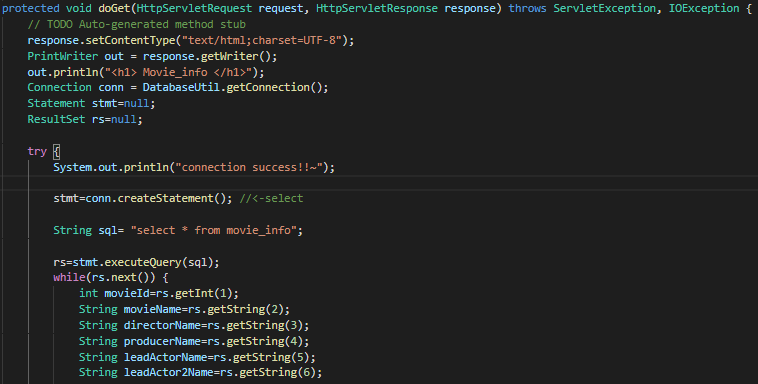 protected void doGet(HttpServletRequest request, HttpServletResponse response) throws ServletException, IOException {
// TODO Auto-generated method stub
response.setContentType("text/html;charset=UTF-8");
PrintWriter out = response.getWriter();
out.println("<h1> Movie_info </h1>");
Connection conn = DatabaseUtil.getConnection();
Statement stmt=null;
ResultSet rs=null;
try {
System.out.println("connection success!!~");
stmt=conn.createStatement(); //<-select
String sql= "select * from movie_info";
rs=stmt.executeQuery(sql);
while(rs.next()) {
int movieId=rs.getInt(1);
String movieName=rs.getString(2);
String directorName=rs.getString(3);
String producerName=rs.getString(4);
String leadActorName=rs.getString(5);
String leadActor2Name=rs.getString(6);